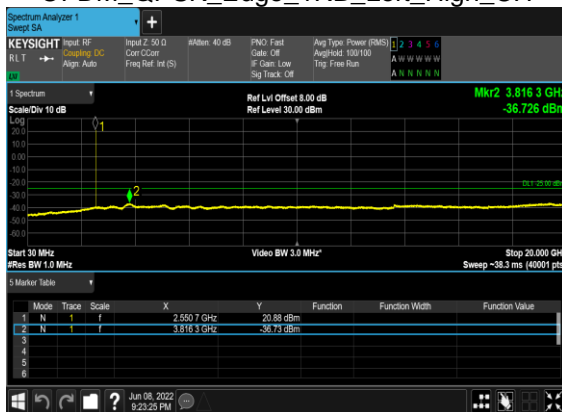 Spectrum Analyzer 1
Swept SA
+
KEYSIGHT Input: RF Input Z: 50 Ω #Atten: 40 dB PNO: Fast Avg Type: Power (RMS) 1 2 3 4 5 6
RLT Coupling: DC Corr CCorr Gate: Off Avg|Hold: 100/100 A W W W W W
Align: Auto Freq Ref: Int (S) IF Gain: Low Trig: Free Run
LU Sig Track: Off A N N N N N
1 Spectrum Ref Lvl Offset 8.00 dB Mkr2 3.816 3 GHz
Scale/Div 10 dB Ref Level 30.00 dBm -36.726 dBm
Log
20.0
10.0
0.00
-10.0
-20.0
-30.0
-40.0
-50.0
-60.0
1
2
Start 30 MHz Video BW 3.0 MHz* Stop 20.000 GH
#Res BW 1.0 MHz Sweep ~38.3 ms (40001 pts
5 Marker Table
Mode Trace Scale X Y Function Function Width Function Value
1 N 1 f 2.550 7 GHz 20.88 dBm
2 N 1 f 3.816 3 GHz -36.73 dBm
3
4
5
6
? Jun 08, 2022
9:23:25 PM